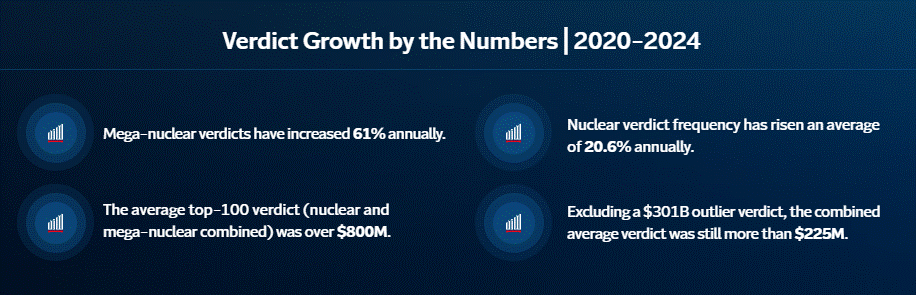 Verdict Growth by the Numbers | 2020–2024
Mega-nuclear verdicts have increased 61% annually.
Nuclear verdict frequency has risen an average
of 20.6% annually.
The average top-100 verdict (nuclear and
mega-nuclear combined) was over $800M.
Excluding a $301B outlier verdict, the combined
average verdict was still more than $225M.